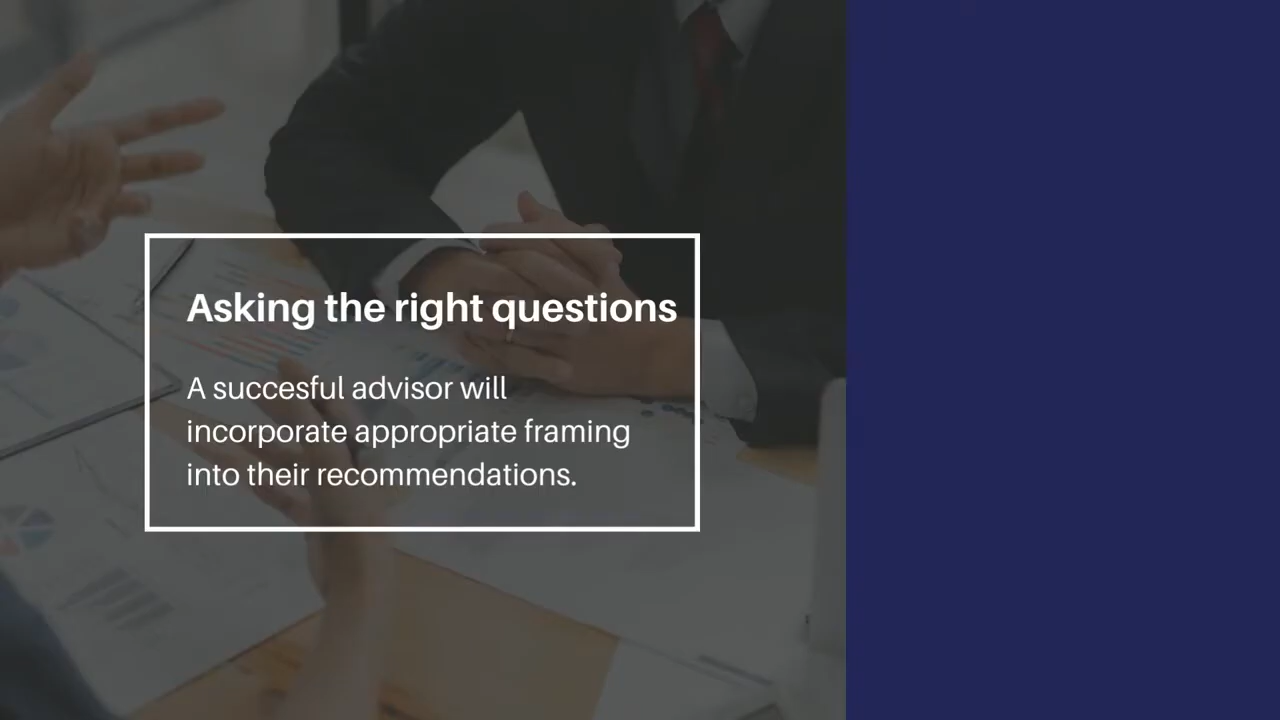 Asking the right questions
A succesful advisor will
incorporate appropriate framing
into their recommendations.